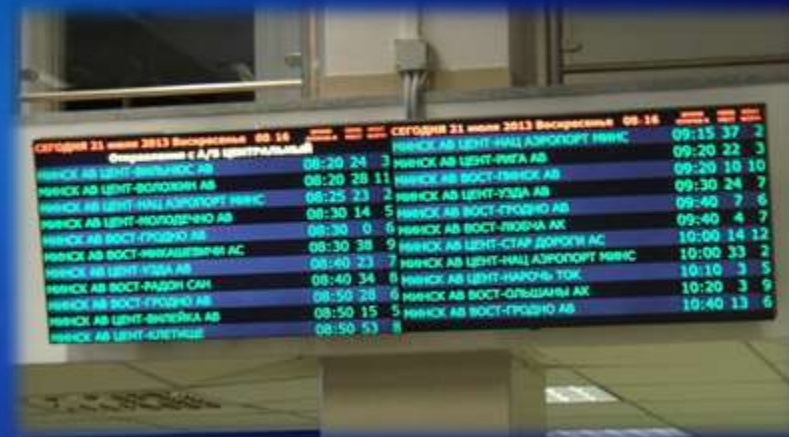 СЕГОДНЯ 21 июля 2013 Воскресенье 08 16
Отправления с А/В ЦЕНТРАЛЬНЫЙ
МИНСК АВ ЦЕНТ-ВИЛЬНЮС АВ 08:20 24 3
МИНСК АВ ЦЕНТ-ВОЛОЖИН АВ 08:20 28 11
МИНСК АВ ЦЕНТ-НАЦ АЭРОПОРТ МИНС 08:25 23 2
МИНСК АВ ЦЕНТ-МОЛОДЕЧНО АВ 08:30 14 5
МИНСК АВ ВОСТ-ГРОДНО АВ 08:30 0 6
МИНСК АВ ВОСТ-МИКАШЕВИЧИ АС 08:30 38 9
МИНСК АВ ЦЕНТ-УЗДА АВ 08:40 23 7
МИНСК АВ ВОСТ-РАДОН САН 08:40 34 8
МИНСК АВ ВОСТ-ГРОДНО АВ 08:50 28 6
МИНСК АВ ЦЕНТ-ВИЛЕЙКА АВ 08:50 15 5
МИНСК АВ ЦЕНТ-КЛЕТИЩЕ 08:50 53 8
СЕГОДНЯ 21 июля 2013 Воскресенье 08 16
МИНСК АВ ЦЕНТ-НАЦ АЭРОПОРТ МИНС 09:15 37 2
МИНСК АВ ЦЕНТ-РИГА АВ 09:20 22 3
МИНСК АВ ВОСТ-ПИНСК АВ 09:20 10 10
МИНСК АВ ЦЕНТ-УЗДА АВ 09:30 24 7
МИНСК АВ ВОСТ-ГРОДНО АВ 09:40 7 6
МИНСК АВ ВОСТ-ЛЮБЧА АК 09:40 4 7
МИНСК АВ ЦЕНТ-СТАР ДОРОГИ АС 10:00 14 12
МИНСК АВ ЦЕНТ-НАЦ АЭРОПОРТ МИНС 10:00 33 2
МИНСК АВ ЦЕНТ-НАРОЧЬ ТОК 10:10 3 5
МИНСК АВ ВОСТ-ОЛЬШАНЫ АК 10:20 3 9
МИНСК АВ ВОСТ-ГРОДНО АВ 10:40 13 6